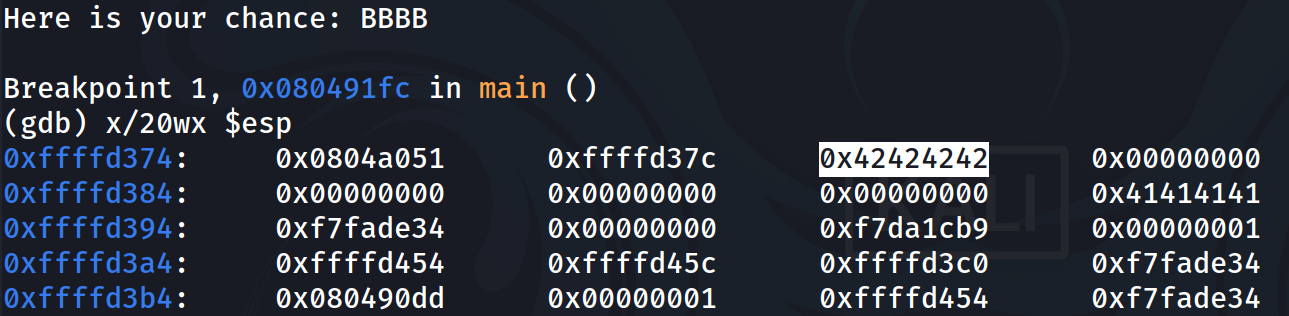 Here is your chance: BBBB
Breakpoint 1, 0x080491fc in main ()
(gdb) x/20wx $esp
0xffffd374: 0x0804a051 0xffffd37c 0x42424242 0x00000000
0xffffd384: 0x00000000 0x00000000 0x00000000 0x41414141
0xffffd394: 0xf7fade34 0x00000000 0xf7da1cb9 0x00000001
0xffffd3a4: 0xffffd454 0xffffd45c 0xffffd3c0 0xf7fade34
0xffffd3b4: 0x080490dd 0x00000001 0xffffd454 0xf7fade34